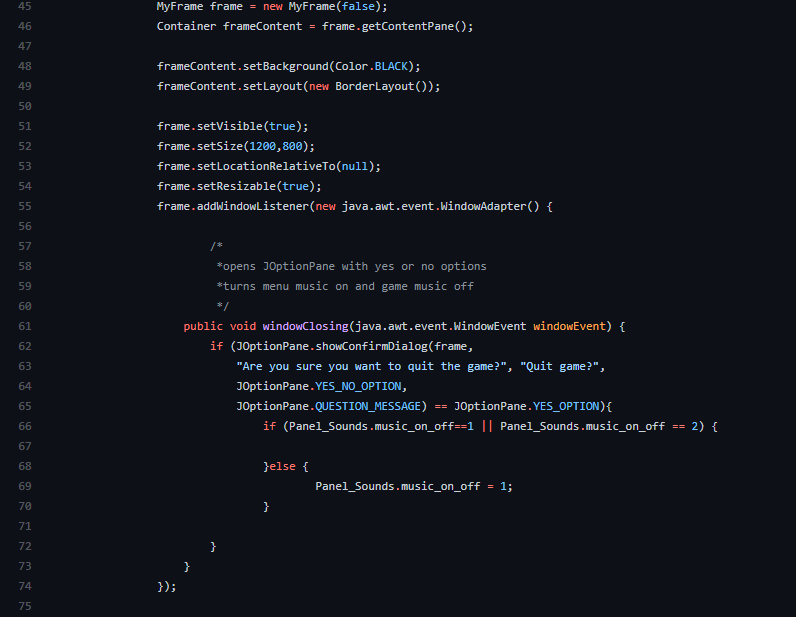 45 MyFrame frame = new MyFrame(false);
46 Container frameContent = frame.getContentPane();
47
48 frameContent.setBackground(Color.BLACK);
49 frameContent.setLayout(new BorderLayout());
50
51 frame.setVisible(true);
52 frame.setSize(1200,800);
53 frame.setLocationRelativeTo(null);
54 frame.setResizable(true);
55 frame.addWindowListener(new java.awt.event.WindowAdapter() {
56
57 /*
58 *opens JOptionPane with yes or no options
59 *turns menu music on and game music off
60 */
61 public void windowClosing(java.awt.event.WindowEvent windowEvent) {
62 if (JOptionPane.showConfirmDialog(frame,
63 "Are you sure you want to quit the game?", "Quit game?",
64 JOptionPane.YES_NO_OPTION,
65 JOptionPane.QUESTION_MESSAGE) == JOptionPane.YES_OPTION){
66 if (Panel_Sounds.music_on_off==1 || Panel_Sounds.music_on_off == 2) {
67
68 }else {
69 Panel_Sounds.music_on_off = 1;
70 }
71
72 }
73 }
74 });
75